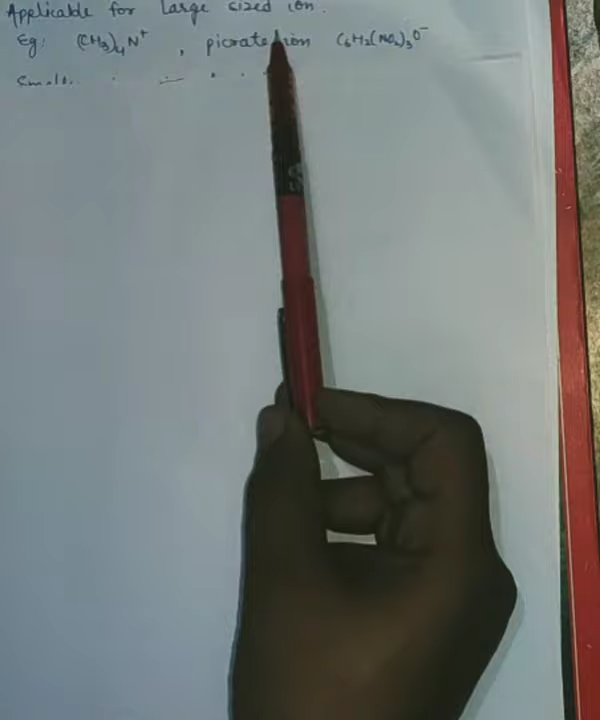 Applicable for Large sized ion.
Eg: (CH₃)₄N⁺ , picrate ion C₆H₂(NO₂)₃O⁻